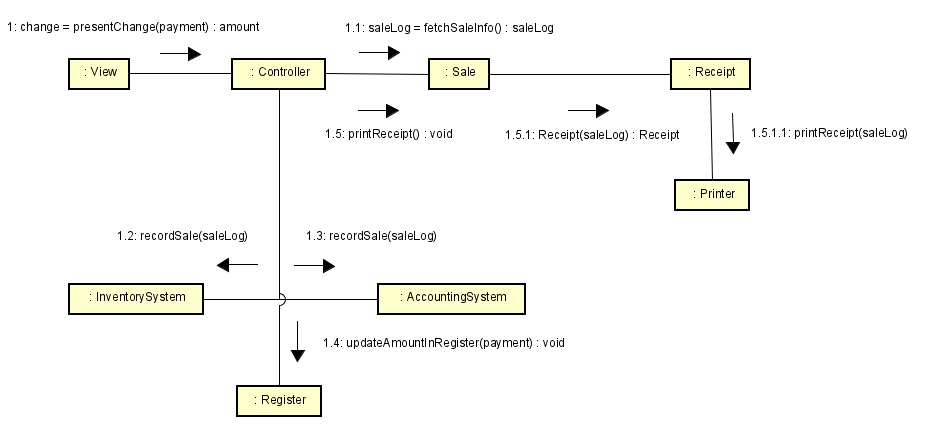 1: change = presentChange(payment) : amount
1.1: saleLog = fetchSaleInfo() : saleLog
: View
: Controller
: Sale
: Receipt
1.5: printReceipt() : void
1.5.1: Receipt(saleLog) : Receipt
1.5.1.1: printReceipt(saleLog)
: Printer
1.2: recordSale(saleLog)
1.3: recordSale(saleLog)
: InventorySystem
: AccountingSystem
1.4: updateAmountInRegister(payment) : void
: Register